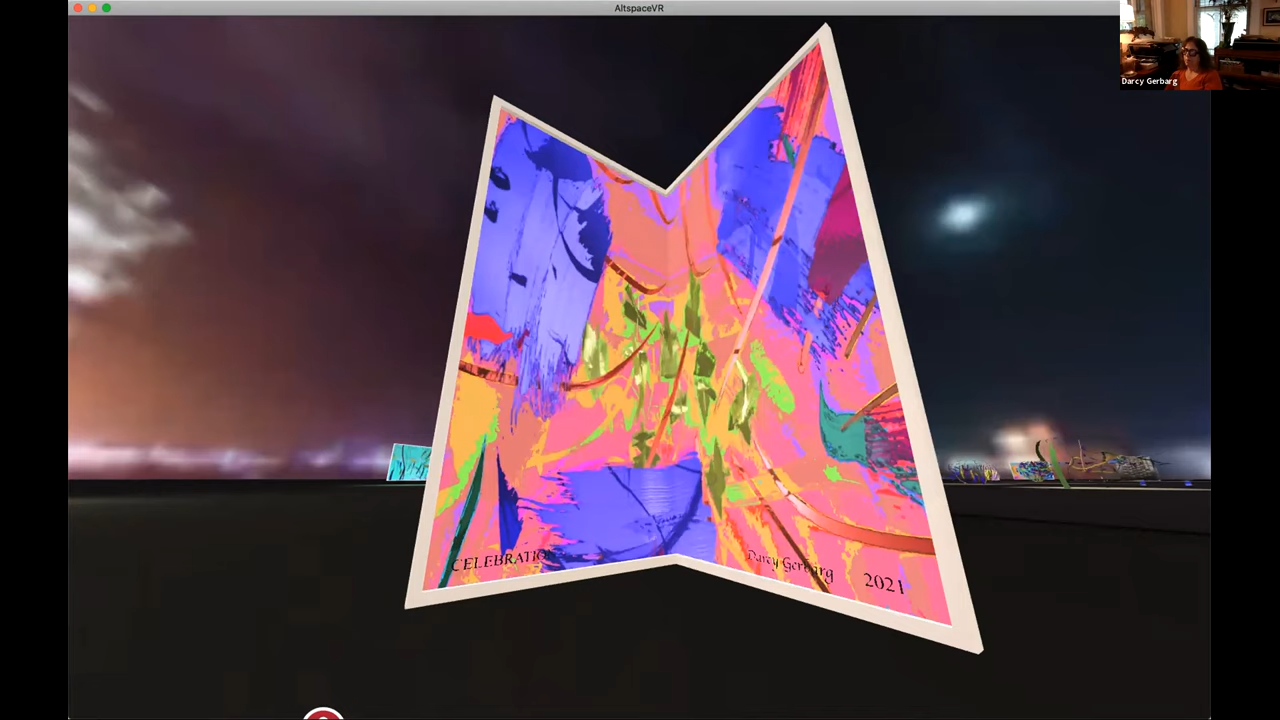 AltspaceVR
Darcy Gerbarg
CELEBRATION
Darcy Gerbarg
2021